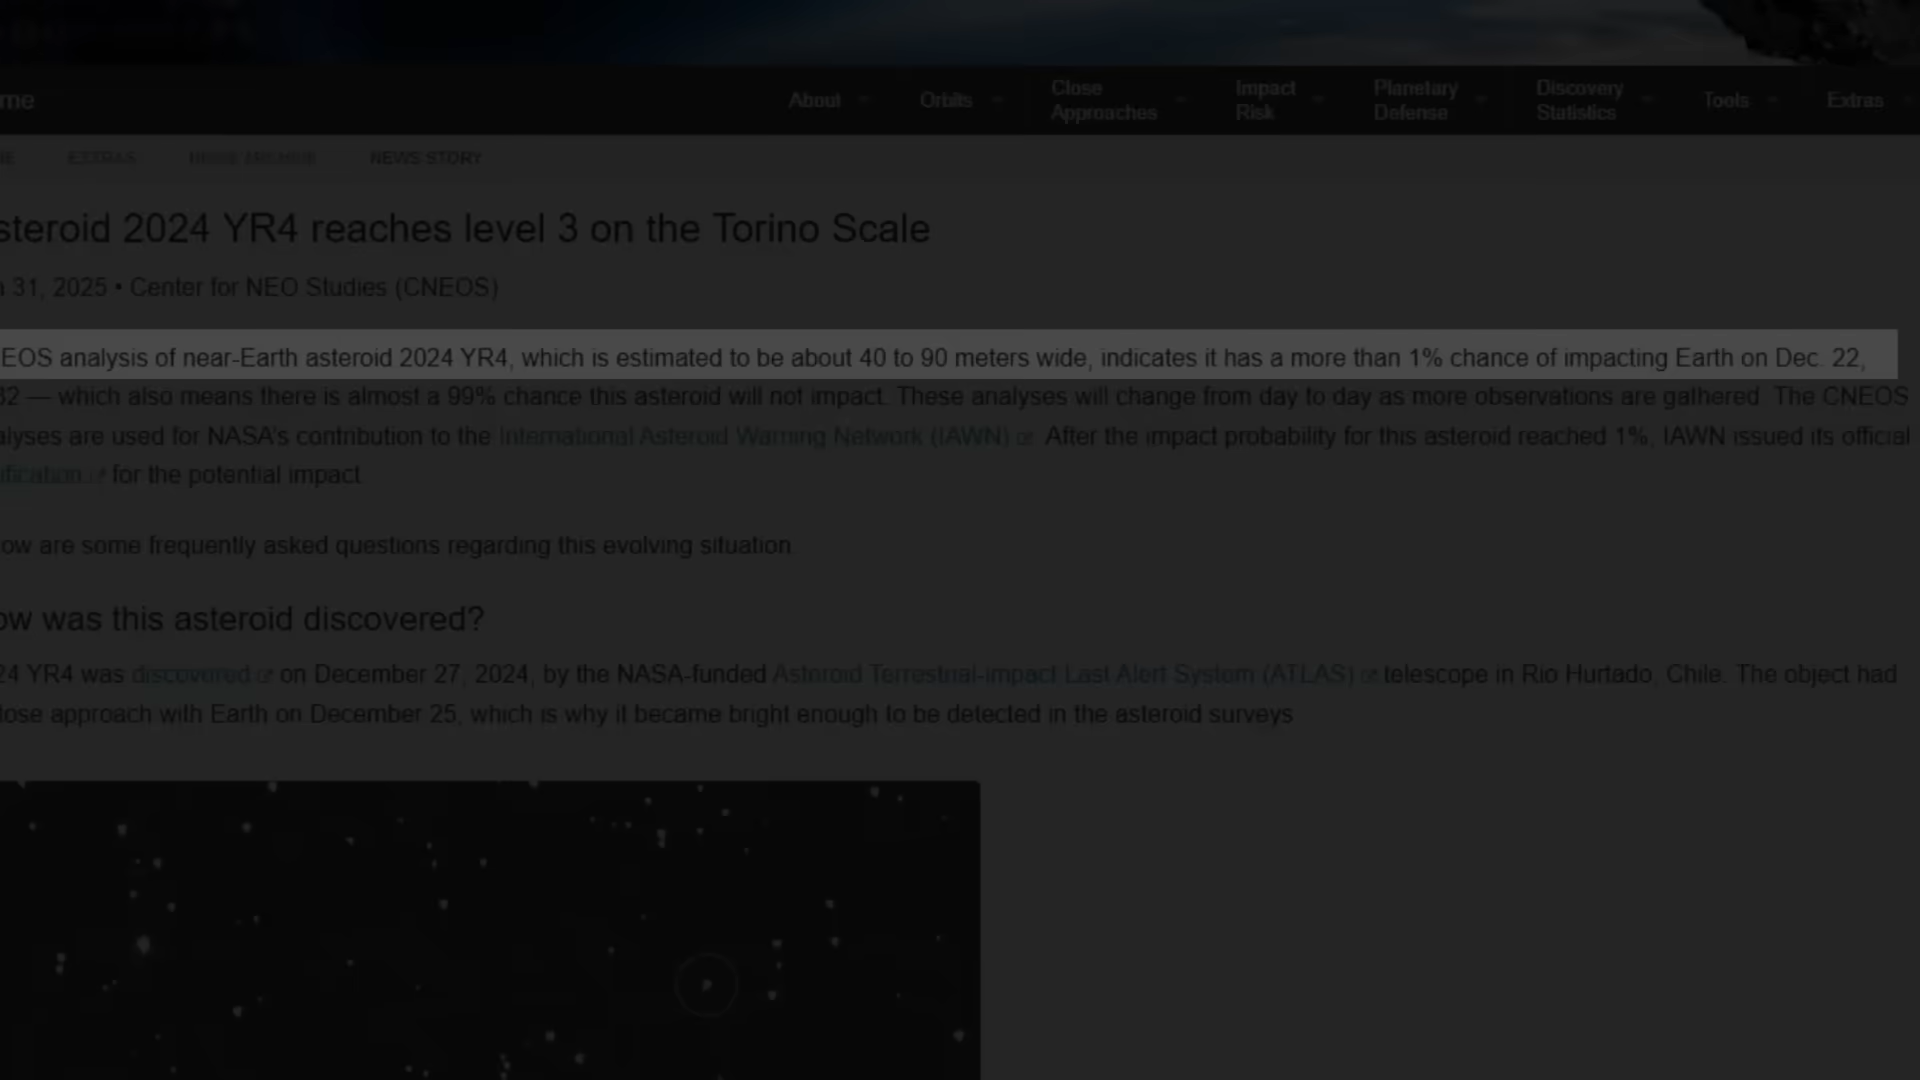 me
About
Orbits
Close
Approaches
Impact
Risk
Planetary
Defense
Discovery
Statistics
Tools
Extras
EXTRAS
NEWS ARCHIVE
NEWS STORY
steroid 2024 YR4 reaches level 3 on the Torino Scale
n 31, 2025 • Center for NEO Studies (CNEOS)
EOS analysis of near-Earth asteroid 2024 YR4, which is estimated to be about 40 to 90 meters wide, indicates it has a more than 1% chance of impacting Earth on Dec. 22,
32 — which also means there is almost a 99% chance this asteroid will not impact. These analyses will change from day to day as more observations are gathered. The CNEOS
alyses are used for NASA's contribution to the International Asteroid Warning Network (IAWN). After the impact probability for this asteroid reached 1%, IAWN issued its official
ification for the potential impact.
ow are some frequently asked questions regarding this evolving situation.
ow was this asteroid discovered?
24 YR4 was discovered on December 27, 2024, by the NASA-funded Asteroid Terrestrial-impact Last Alert System (ATLAS) telescope in Rio Hurtado, Chile. The object had
lose approach with Earth on December 25, which is why it became bright enough to be detected in the asteroid surveys